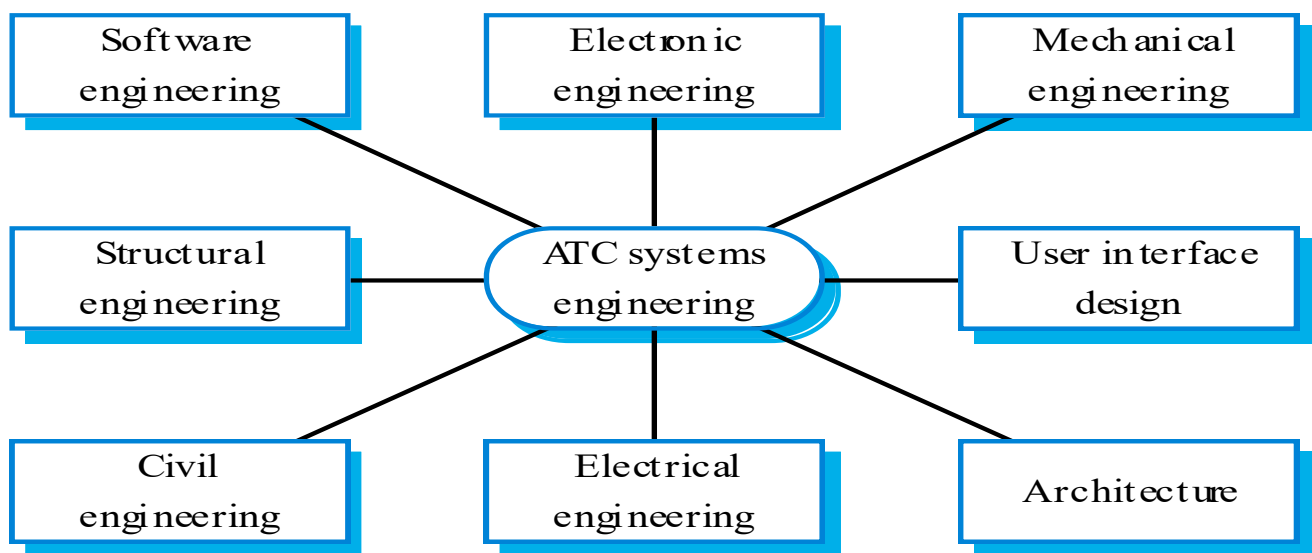 Software
engineering
Electronic
engineering
Mechanical
engineering
Structural
engineering
ATC systems
engineering
User interface
design
Civil
engineering
Electrical
engineering
Architecture